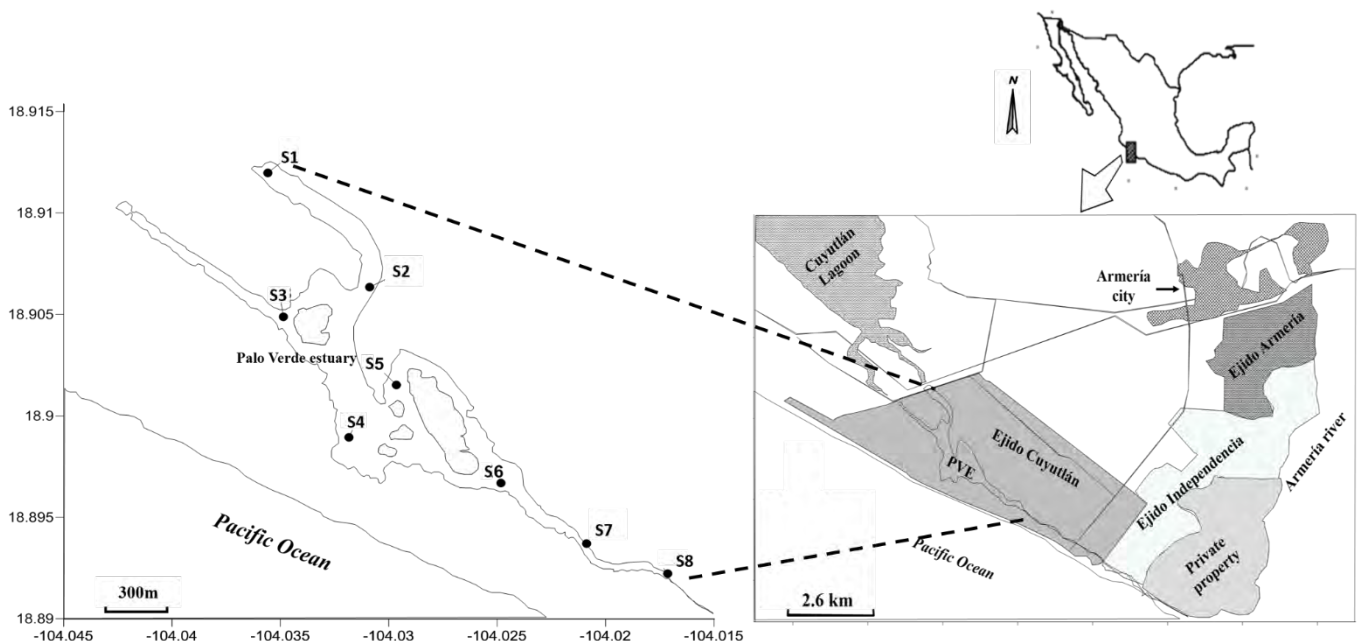 N
18.915
18.91
18.905
18.9
18.895
18.89
-104.045
-104.04
-104.035
-104.03
-104.025
-104.02
-104.015
S1
S2
S3
Palo Verde estuary
S5
S4
S6
S7
S8
Pacific Ocean
300m
Cuyutlán
Lagoon
Armería
city
Ejido Armería
Ejido Cuyutlán
PVE
Ejido Independencia
Armería river
Private
property
Pacific Ocean
2.6 km